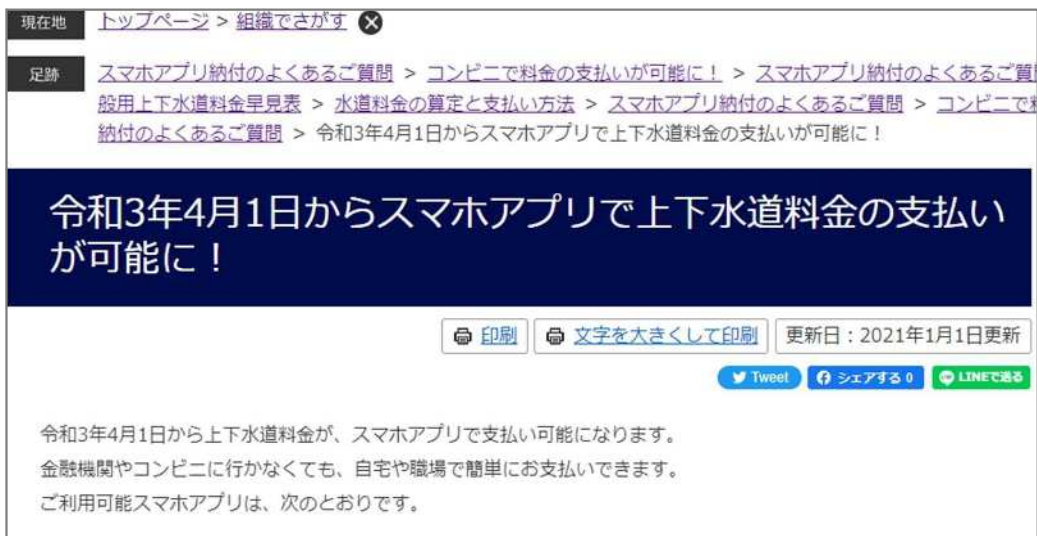 現在地 トップページ > 組織でさがす
足跡 スマホアプリ納付のよくあるご質問 > コンビニで料金の支払いが可能に! > スマホアプリ納付のよくあるご質
般用上下水道料金早見表 > 水道料金の算定と支払い方法 > スマホアプリ納付のよくあるご質問 > コンビニで
納付のよくあるご質問 > 令和3年4月1日からスマホアプリで上下水道料金の支払いが可能に!
令和3年4月1日からスマホアプリで上下水道料金の支払い
が可能に!
印刷 文字を大きくして印刷 更新日:2021年1月1日更新
Tweet シェアする 0 LINEで送る
令和3年4月1日から上下水道料金が、スマホアプリで支払い可能になります。
金融機関やコンビニに行かなくても、自宅や職場で簡単にお支払いできます。
ご利用可能スマホアプリは、次のとおりです。